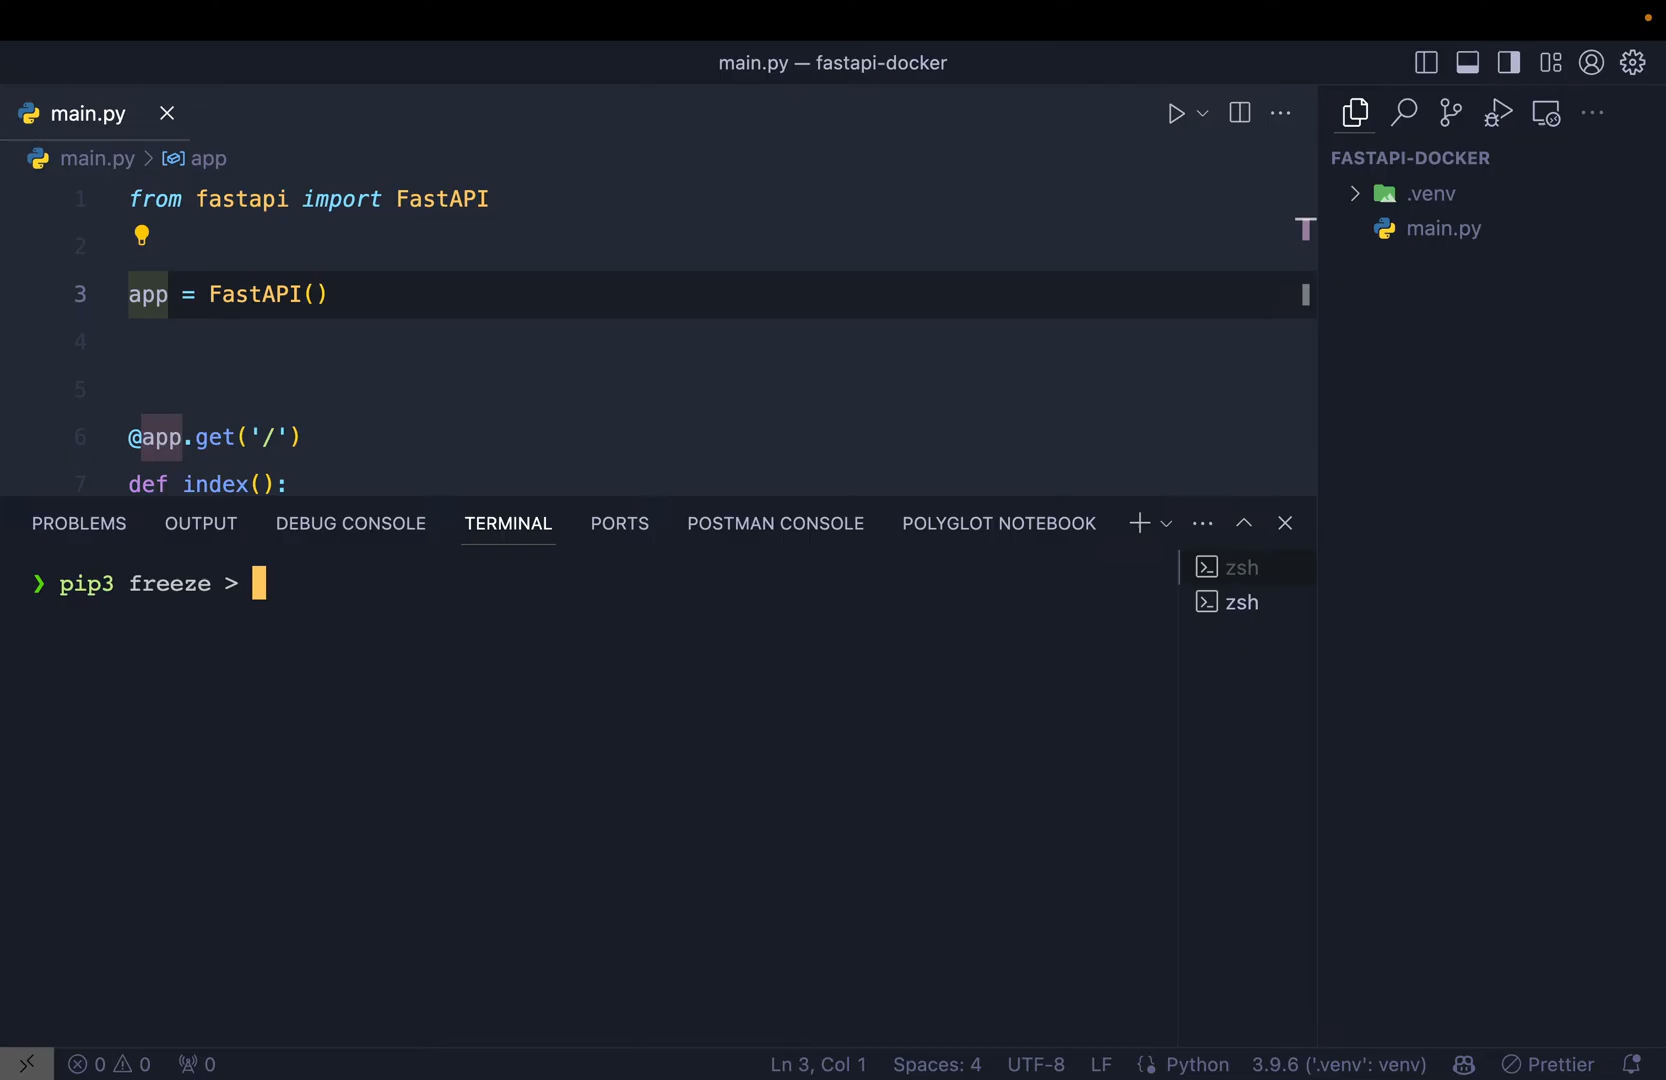 main.py — fastapi-docker
main.py
main.py > app
1 from fastapi import FastAPI
2
3 app = FastAPI()
4
5
6 @app.get('/')
7 def index():
FASTAPI-DOCKER
.venv
main.py
PROBLEMS OUTPUT DEBUG CONSOLE TERMINAL PORTS POSTMAN CONSOLE POLYGLOT NOTEBOOK
❯ pip3 freeze >
zsh
zsh
0 0 0 Ln 3, Col 1 Spaces: 4 UTF-8 LF Python 3.9.6 ('.venv': venv) Prettier